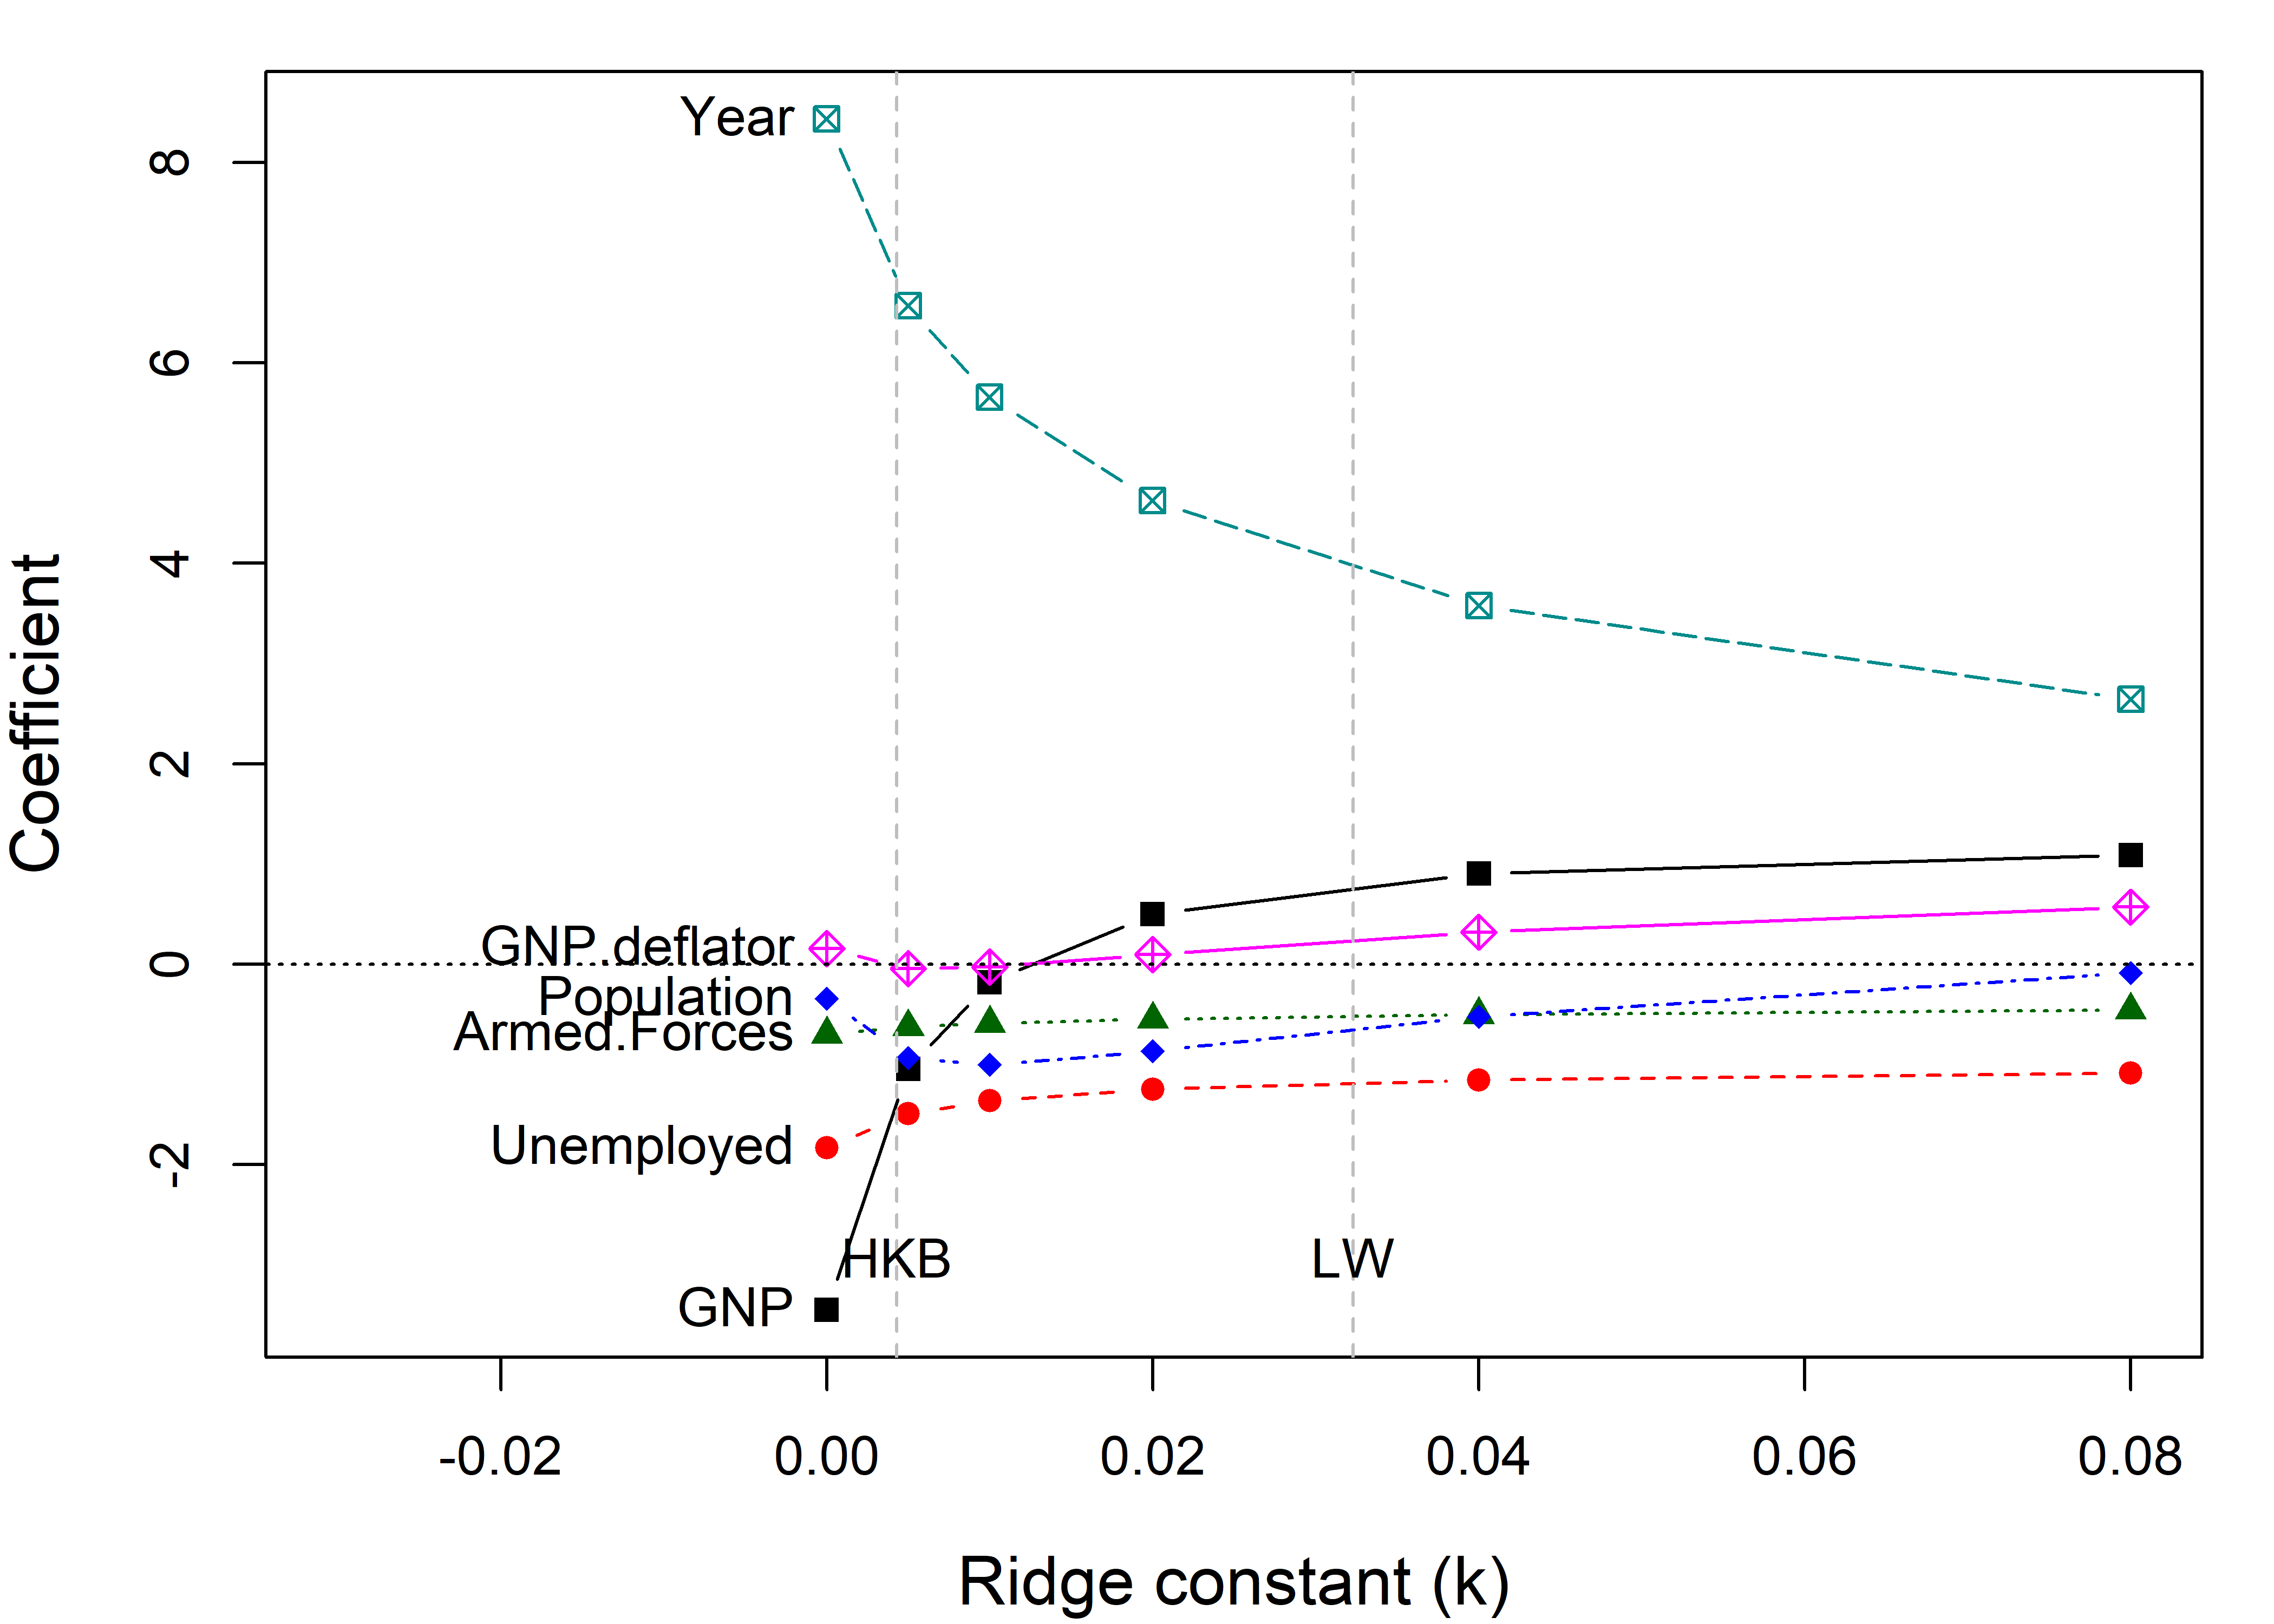 Year
8
6
4
2
0
-2
Coefficient
GNP.deflator
Population
Armed.Forces
Unemployed
GNP
HKB
LW
-0.02
0.00
0.02
0.04
0.06
0.08
Ridge constant (k)